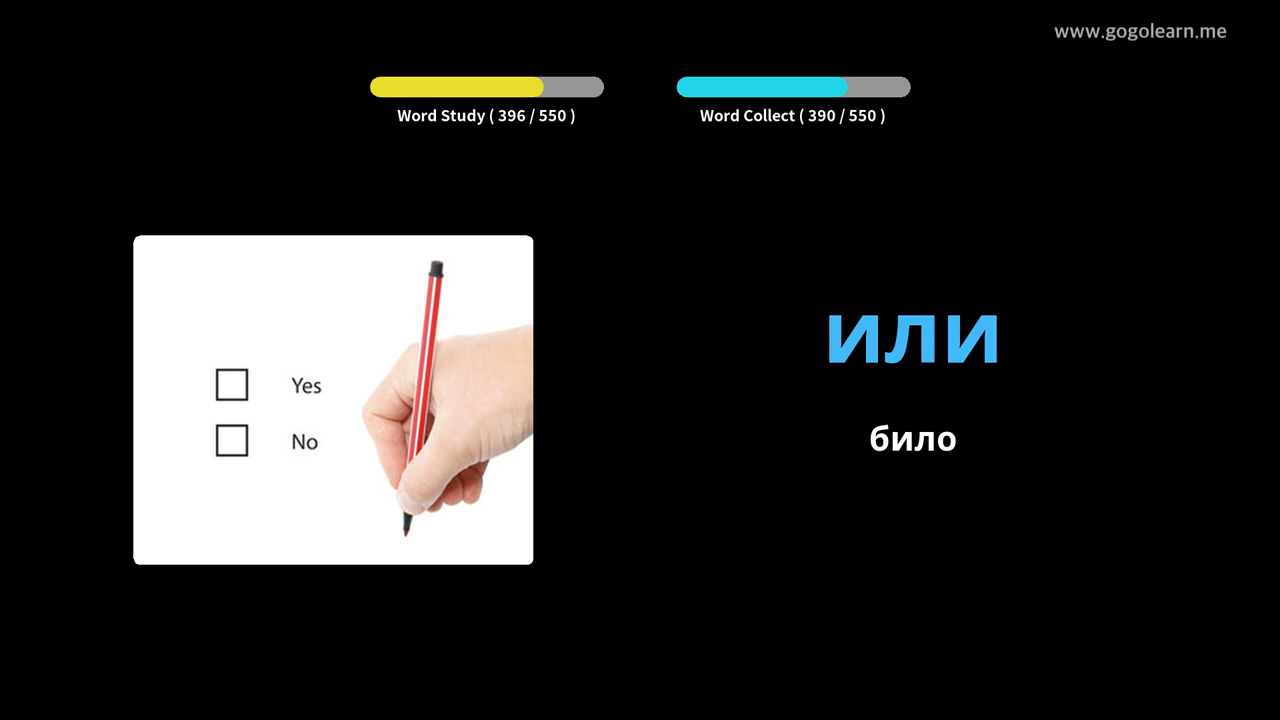 www.gogolearn.me
Word Study ( 396 / 550 )
Word Collect ( 390 / 550 )
или
било
Yes
No